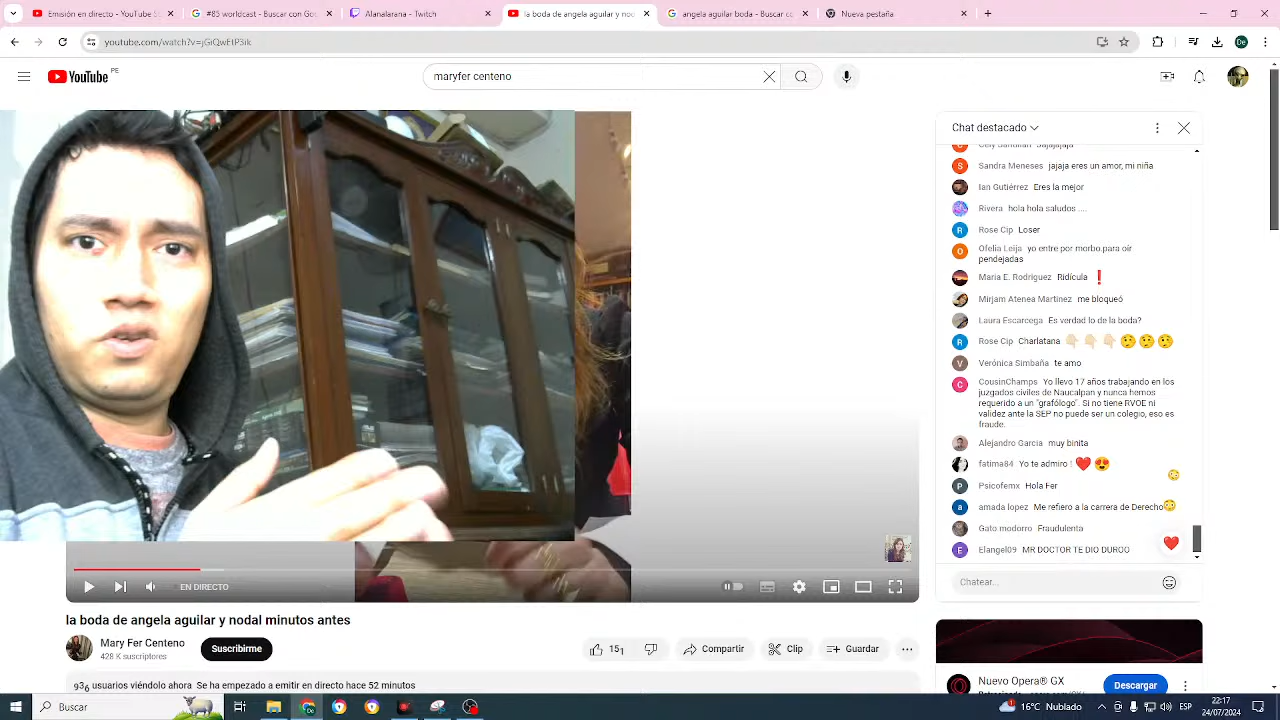 Emisión en directo - YouTube St
#85 worldcast - Buscar con Go
Alanalarana - Twitch
la boda de angela aguilar y noc
angela aguilar boda - Buscar co
Nueva pestaña
youtube.com/watch?v=jGiQwEtP3ik
YouTube PE
maryfer centeno
Chat destacado
Sandra Meneses jajaja eres un amor, mi niña
Ian Gutiérrez Eres la mejor
Rivera hola hola saludos ....
Rose Cip Loser
Ofelia Leija yo entre por morbo.para oír
pendejadas
Maria E. Rodriguez Ridícula ❗
Mirjam Atenea Martinez me bloqueó
Laura Escarcega Es verdad lo de la boda?
Rose Cip Charlatana
Verónica Simbaña te amo
CousinChamps Yo llevo 17 años trabajando en los
juzgados civiles de Naucalpan y nunca hemos
requerido a un "grafólogo". Si no tiene RVOE ni
validez ante la SEP no puede ser un colegio, eso es
fraude.
Alejandro Garcia muy binita
fatima84 Yo te admiro !
Psicofemx Hola Fer
amada lopez Me refiero a la carrera de Derecho
Gato modorro Fraudulenta
Elangel09 MR DOCTOR TE DIO DUROO
Chatear...
EN DIRECTO
la boda de angela aguilar y nodal minutos antes
Mary Fer Centeno
428 K suscriptores
Suscribirme
151
Compartir
Clip
Guardar
936 usuarios viéndolo ahora Se ha empezado a emitir en directo hace 52 minutos
Nuevo Opera® GX
Descargar
Buscar
16°C Nublado
ESP
22:17
24/07/2024